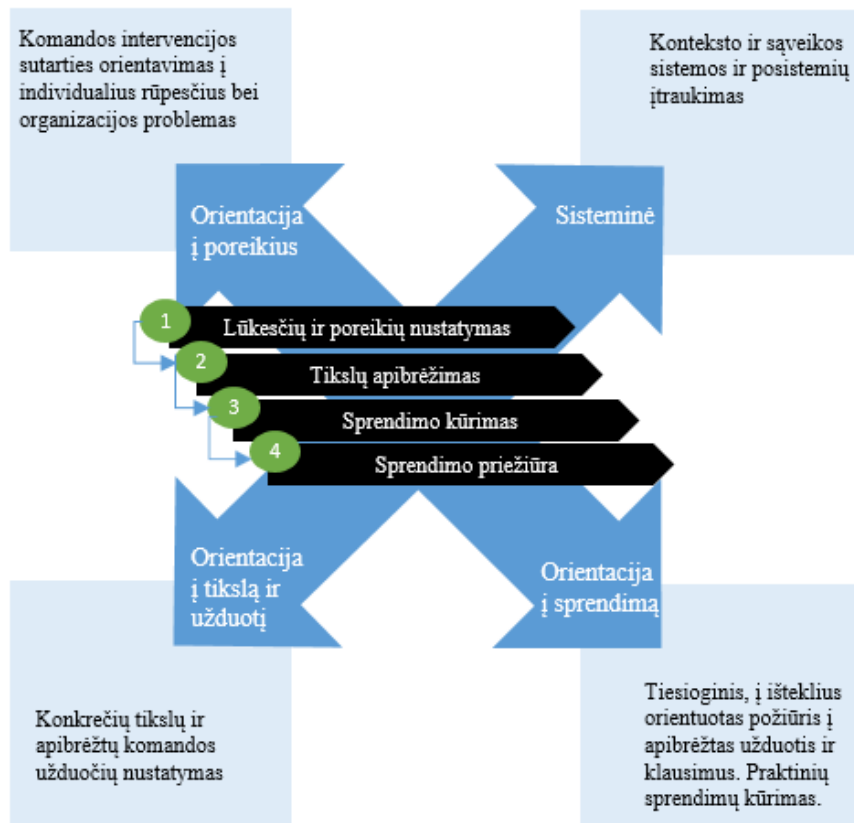 Komandos intervencijos
sutarties orientavimas į
individualius rūpesčius bei
organizacijos problemas
Konteksto ir sąveikos
sistemos ir posistemių
įtraukimas
Orientacija
į poreikius
Sisteminė
1
Lūkesčių ir poreikių nustatymas
2
Tikslų apibrėžimas
3
Sprendimo kūrimas
4
Sprendimo priežiūra
Orientacija
į tikslą ir
užduotį
Orientacija
į sprendimą
Konkrečių tikslų ir
apibrėžtų komandos
užduočių nustatymas
Tiesioginis, į išteklius
orientuotas požiūris į
apibrėžtas užduotis ir
klausimus. Praktinių
sprendimų kūrimas.